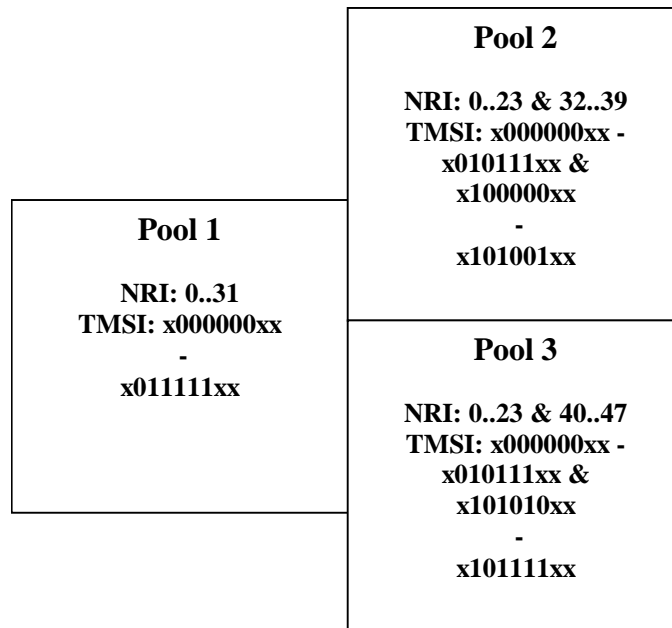 Pool 2
NRI: 0..23 & 32..39
TMSI: x000000xx -
x010111xx &
x100000xx
-
x101001xx
Pool 1
NRI: 0..31
TMSI: x000000xx
-
x011111xx
Pool 3
NRI: 0..23 & 40..47
TMSI: x000000xx -
x010111xx &
x101010xx
-
x101111xx